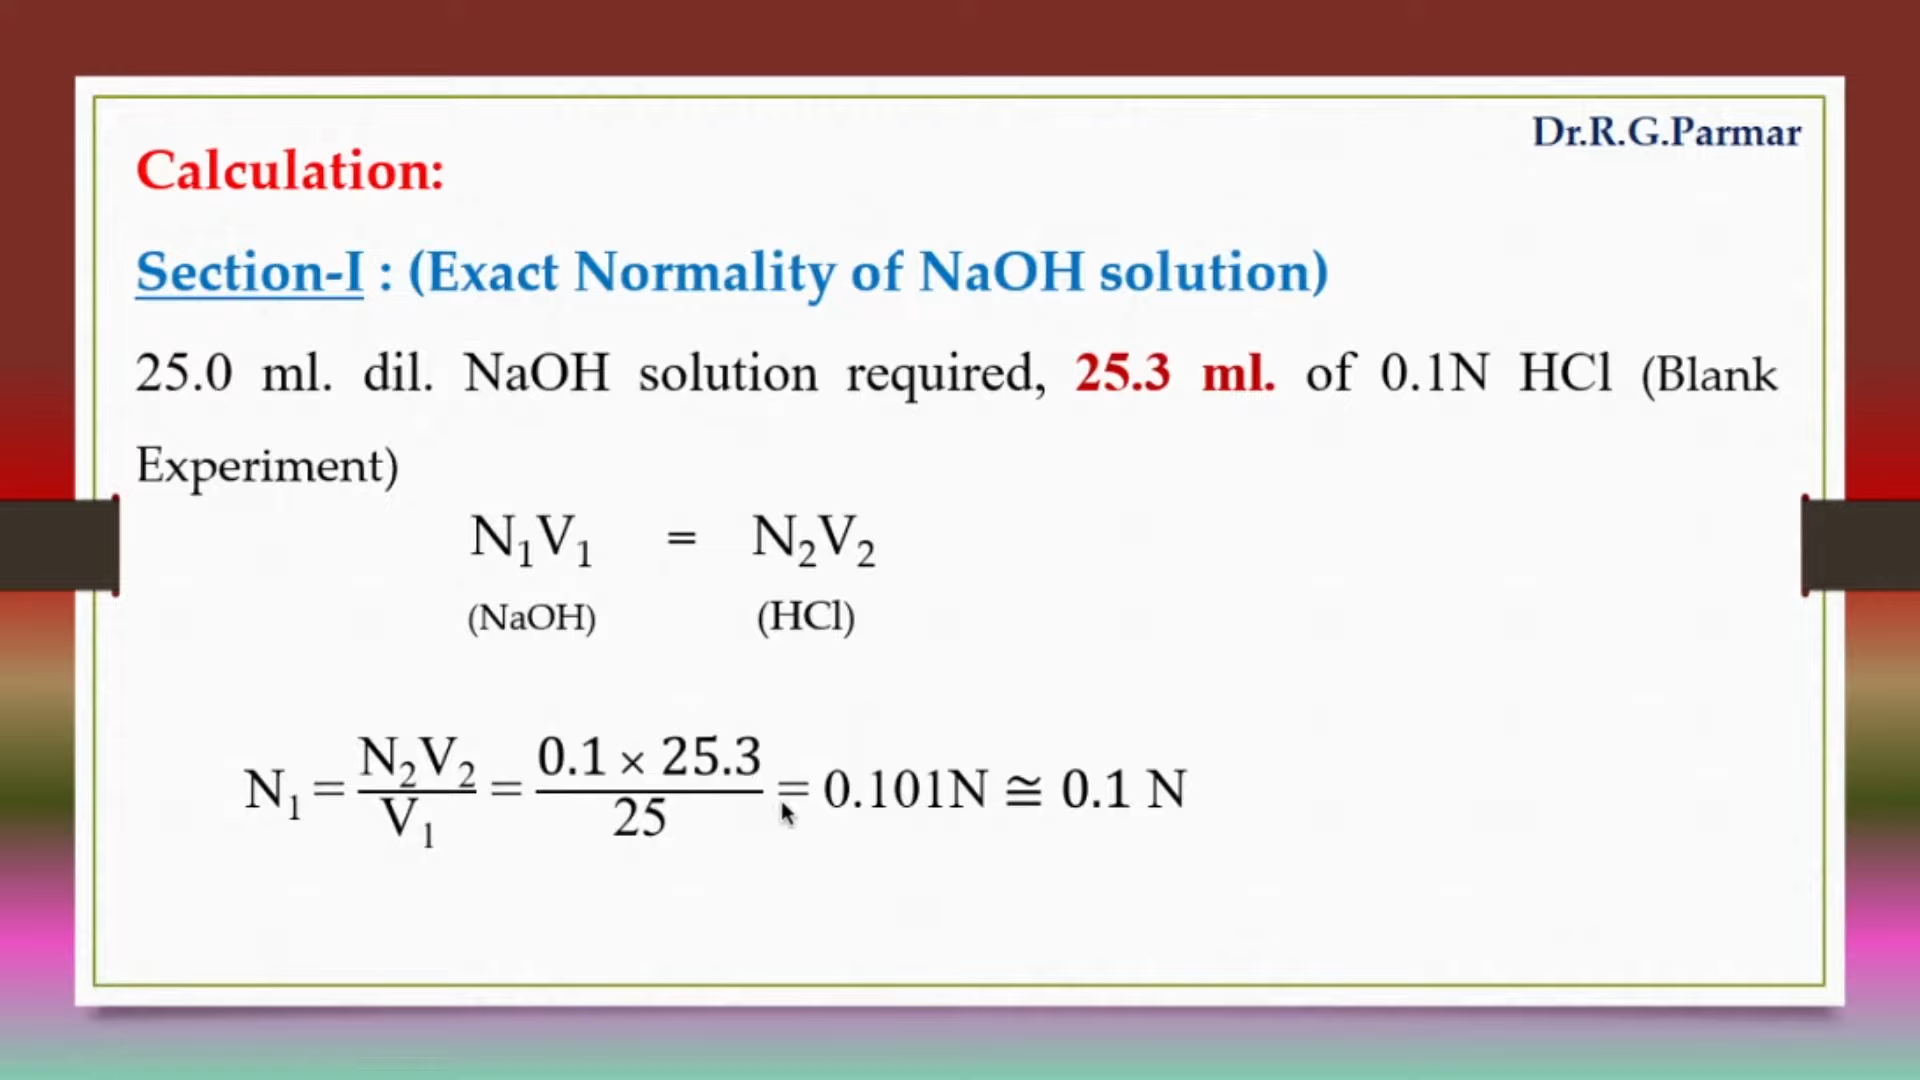 Dr.R.G.Parmar
Calculation:
Section-I : (Exact Normality of NaOH solution)
25.0 ml. dil. NaOH solution required, 25.3 ml. of 0.1N HCl (Blank
Experiment)
N₁V₁ = N₂V₂
(NaOH) (HCl)
N₁ = N₂V₂/V₁ = 0.1 × 25.3/25 = 0.101N ≅ 0.1 N